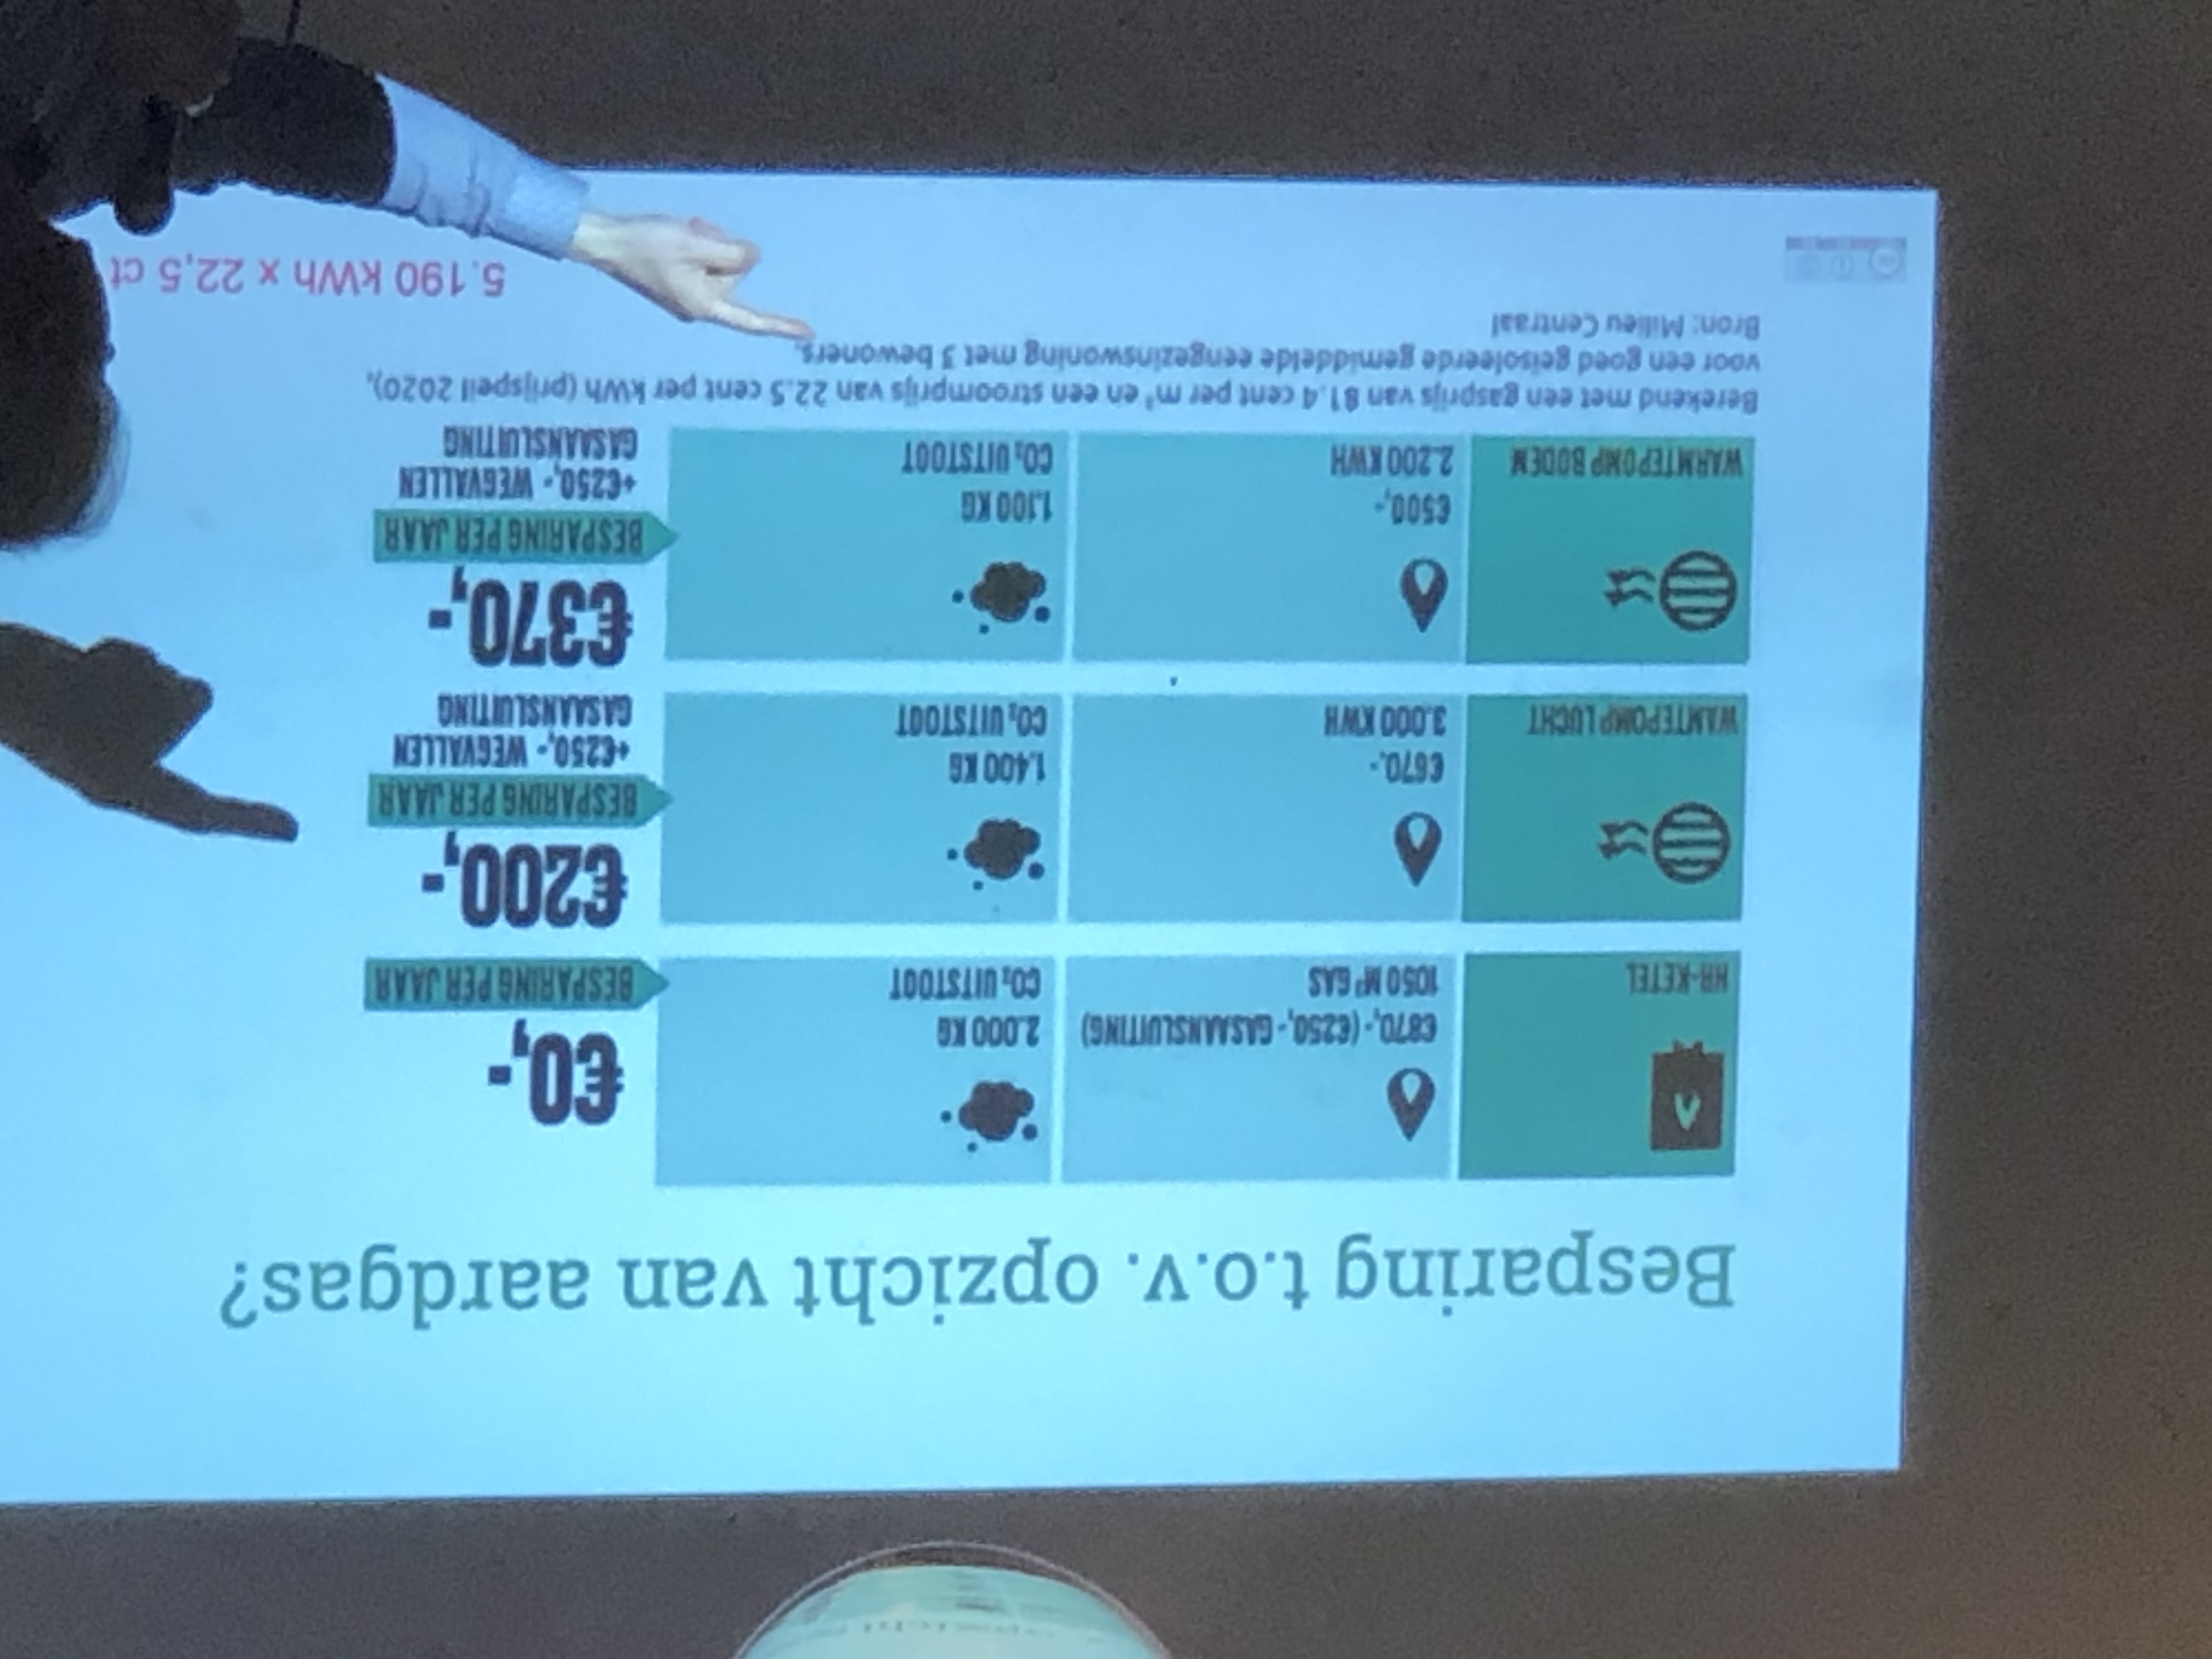 Besparing t.o.v. opzicht van aardgas?
€870,- (€250,- GASAANSLUITING)
HR-KETEL
1050 M³ GAS
2.000 KG
CO₂ UITSTOOT
€0,-
BESPARING PER JAAR
WAMTEPOMP LUCHT
€670,-
3.000 KWH
1.400 KG
CO₂ UITSTOOT
€200,-
BESPARING PER JAAR
+€250,- WEGVALLEN
GASAANSLUITING
WARMTEPOMP BODEM
€500,-
2.200 KWH
1.100 KG
CO₂ UITSTOOT
€370,-
BESPARING PER JAAR
+€250,- WEGVALLEN
GASAANSLUITING
Berekend met een gasprijs van 81.4 cent per m³ en een stroomprijs van 22.5 cent per kWh (prijspeil 2020),
voor een goed geïsoleerde gemiddelde eengezinswoning met 3 bewoners.
Bron: Milieu Centraal
5.190 kWh x 22,5 ct